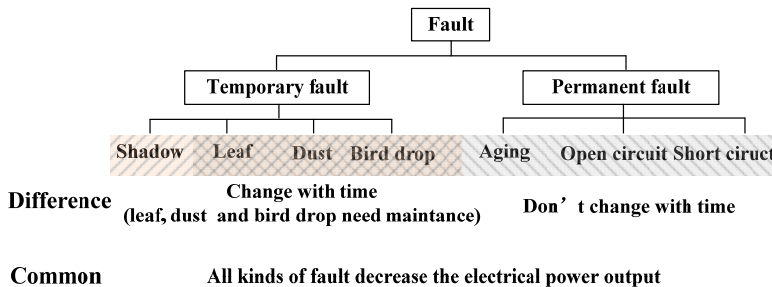 Fault
Temporary fault Permanent fault
Shadow Leaf Dust Bird drop Aging Open circuit Short ciruct
Difference
Change with time
(leaf, dust and bird drop need maintance)
Don't change with time
Common All kinds of fault decrease the electrical power output